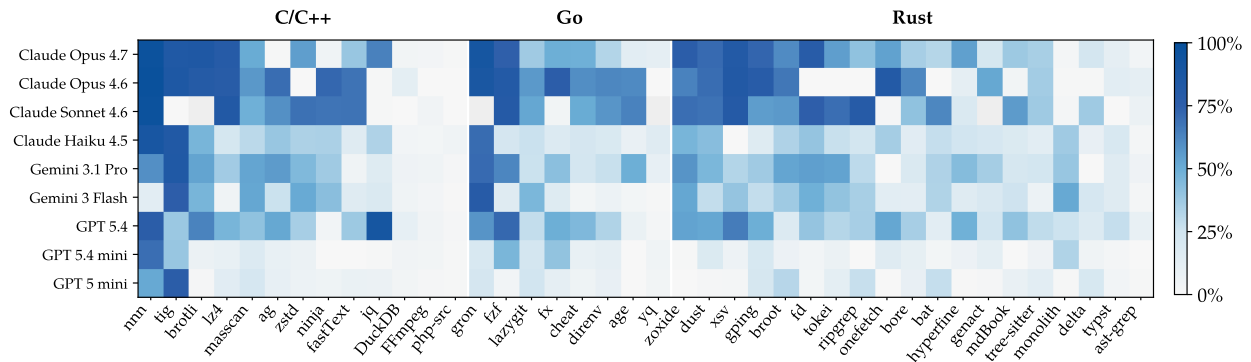 C/C++
Go
Rust
Claude Opus 4.7
Claude Opus 4.6
Claude Sonnet 4.6
Claude Haiku 4.5
Gemini 3.1 Pro
Gemini 3 Flash
GPT 5.4
GPT 5.4 mini
GPT 5 mini
nnn
tig
brotli
lz4
masscan
ag
zstd
ninja
fastText
jq
DuckDB
FFmpeg
php-src
gron
fzf
lazygit
fx
cheat
direnv
age
yq
zoxide
dust
xsv
gping
broot
fd
tokei
ripgrep
onefetch
bore
bat
hyperfine
genact
mdBook
tree-sitter
monolith
delta
typst
ast-grep
100%
75%
50%
25%
0%